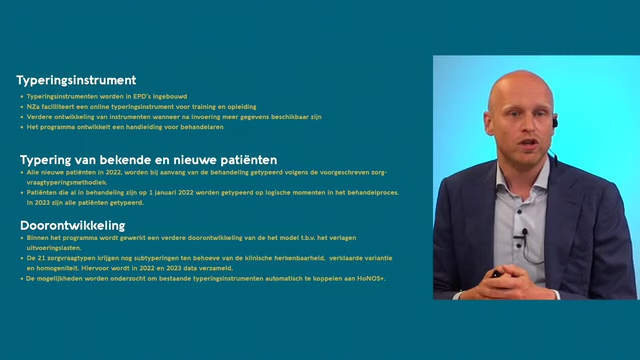 Typeringsinstrument
• Typeringsinstrumenten worden in EPD's ingebouwd
• NZa faciliteert een online typeringsinstrument voor training en opleiding
• Verdere ontwikkeling van instrumenten wanneer na invoering meer gegevens beschikbaar zijn
• Het programma ontwikkelt een handleiding voor behandelaren
Typering van bekende en nieuwe patiënten
• Alle nieuwe patiënten in 2022, worden bij aanvang van de behandeling getypeerd volgens de voorgeschreven zorg-
vraagtyperingsmethodiek.
• Patiënten die al in behandeling zijn op 1 januari 2022 worden getypeerd op logische momenten in het behandelproces.
In 2023 zijn alle patiënten getypeerd.
Doorontwikkeling
• Binnen het programma wordt gewerkt een verdere doorontwikkeling van de het model t.b.v. het verlagen
uitvoeringslasten.
• De 21 zorgvraagtypen krijgen nog subtyperingen ten behoeve van de klinische herkenbaarheid, verklaarde variantie
en homogeniteit. Hiervoor wordt in 2022 en 2023 data verzameld.
• De mogelijkheden worden onderzocht om bestaande typeringsinstrumenten automatisch te koppelen aan HoNOS+.